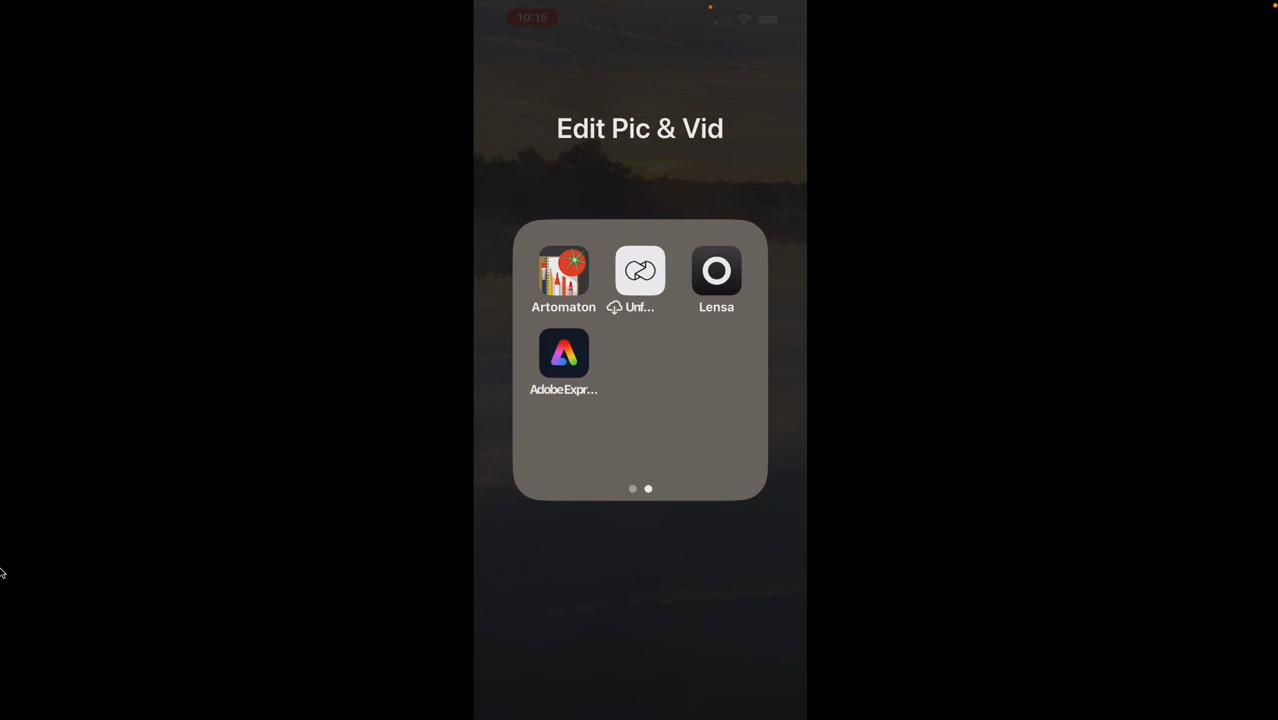 10:15
Edit Pic & Vid
Artomaton
Unf...
Lensa
Adobe Expr...